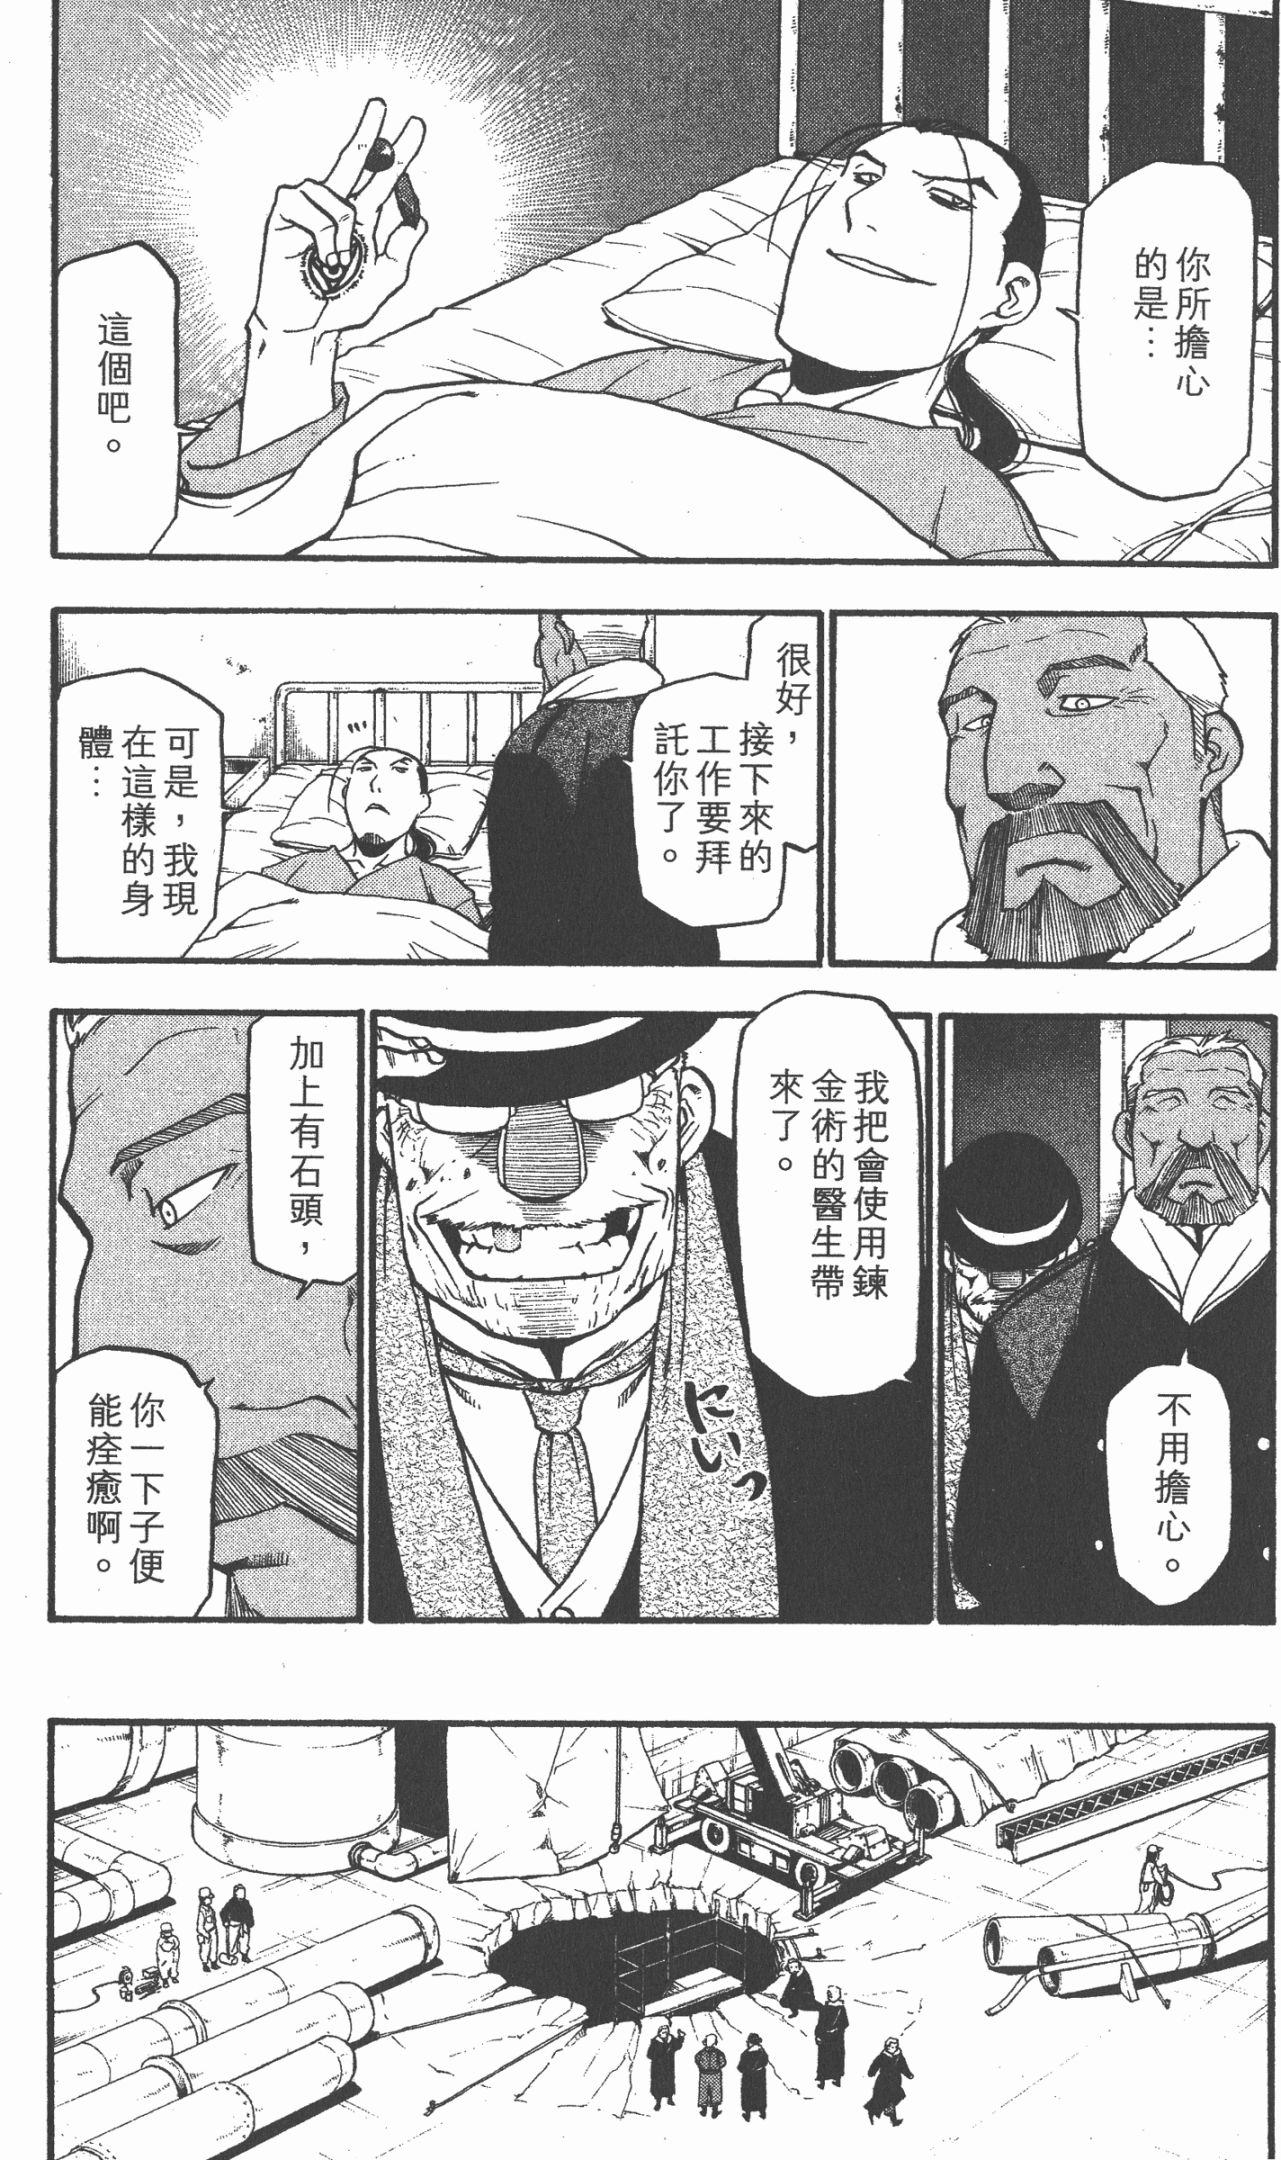 你所擔心
的是…
這個吧。
很好，
接下來的
工作要拜
託你了。
可是，我現
在這樣的身
體…
不用擔心。
我把會使用鍊
金術的醫生帶
來了。
にいっ
加上有石頭，
你一下子便
能痊癒啊。